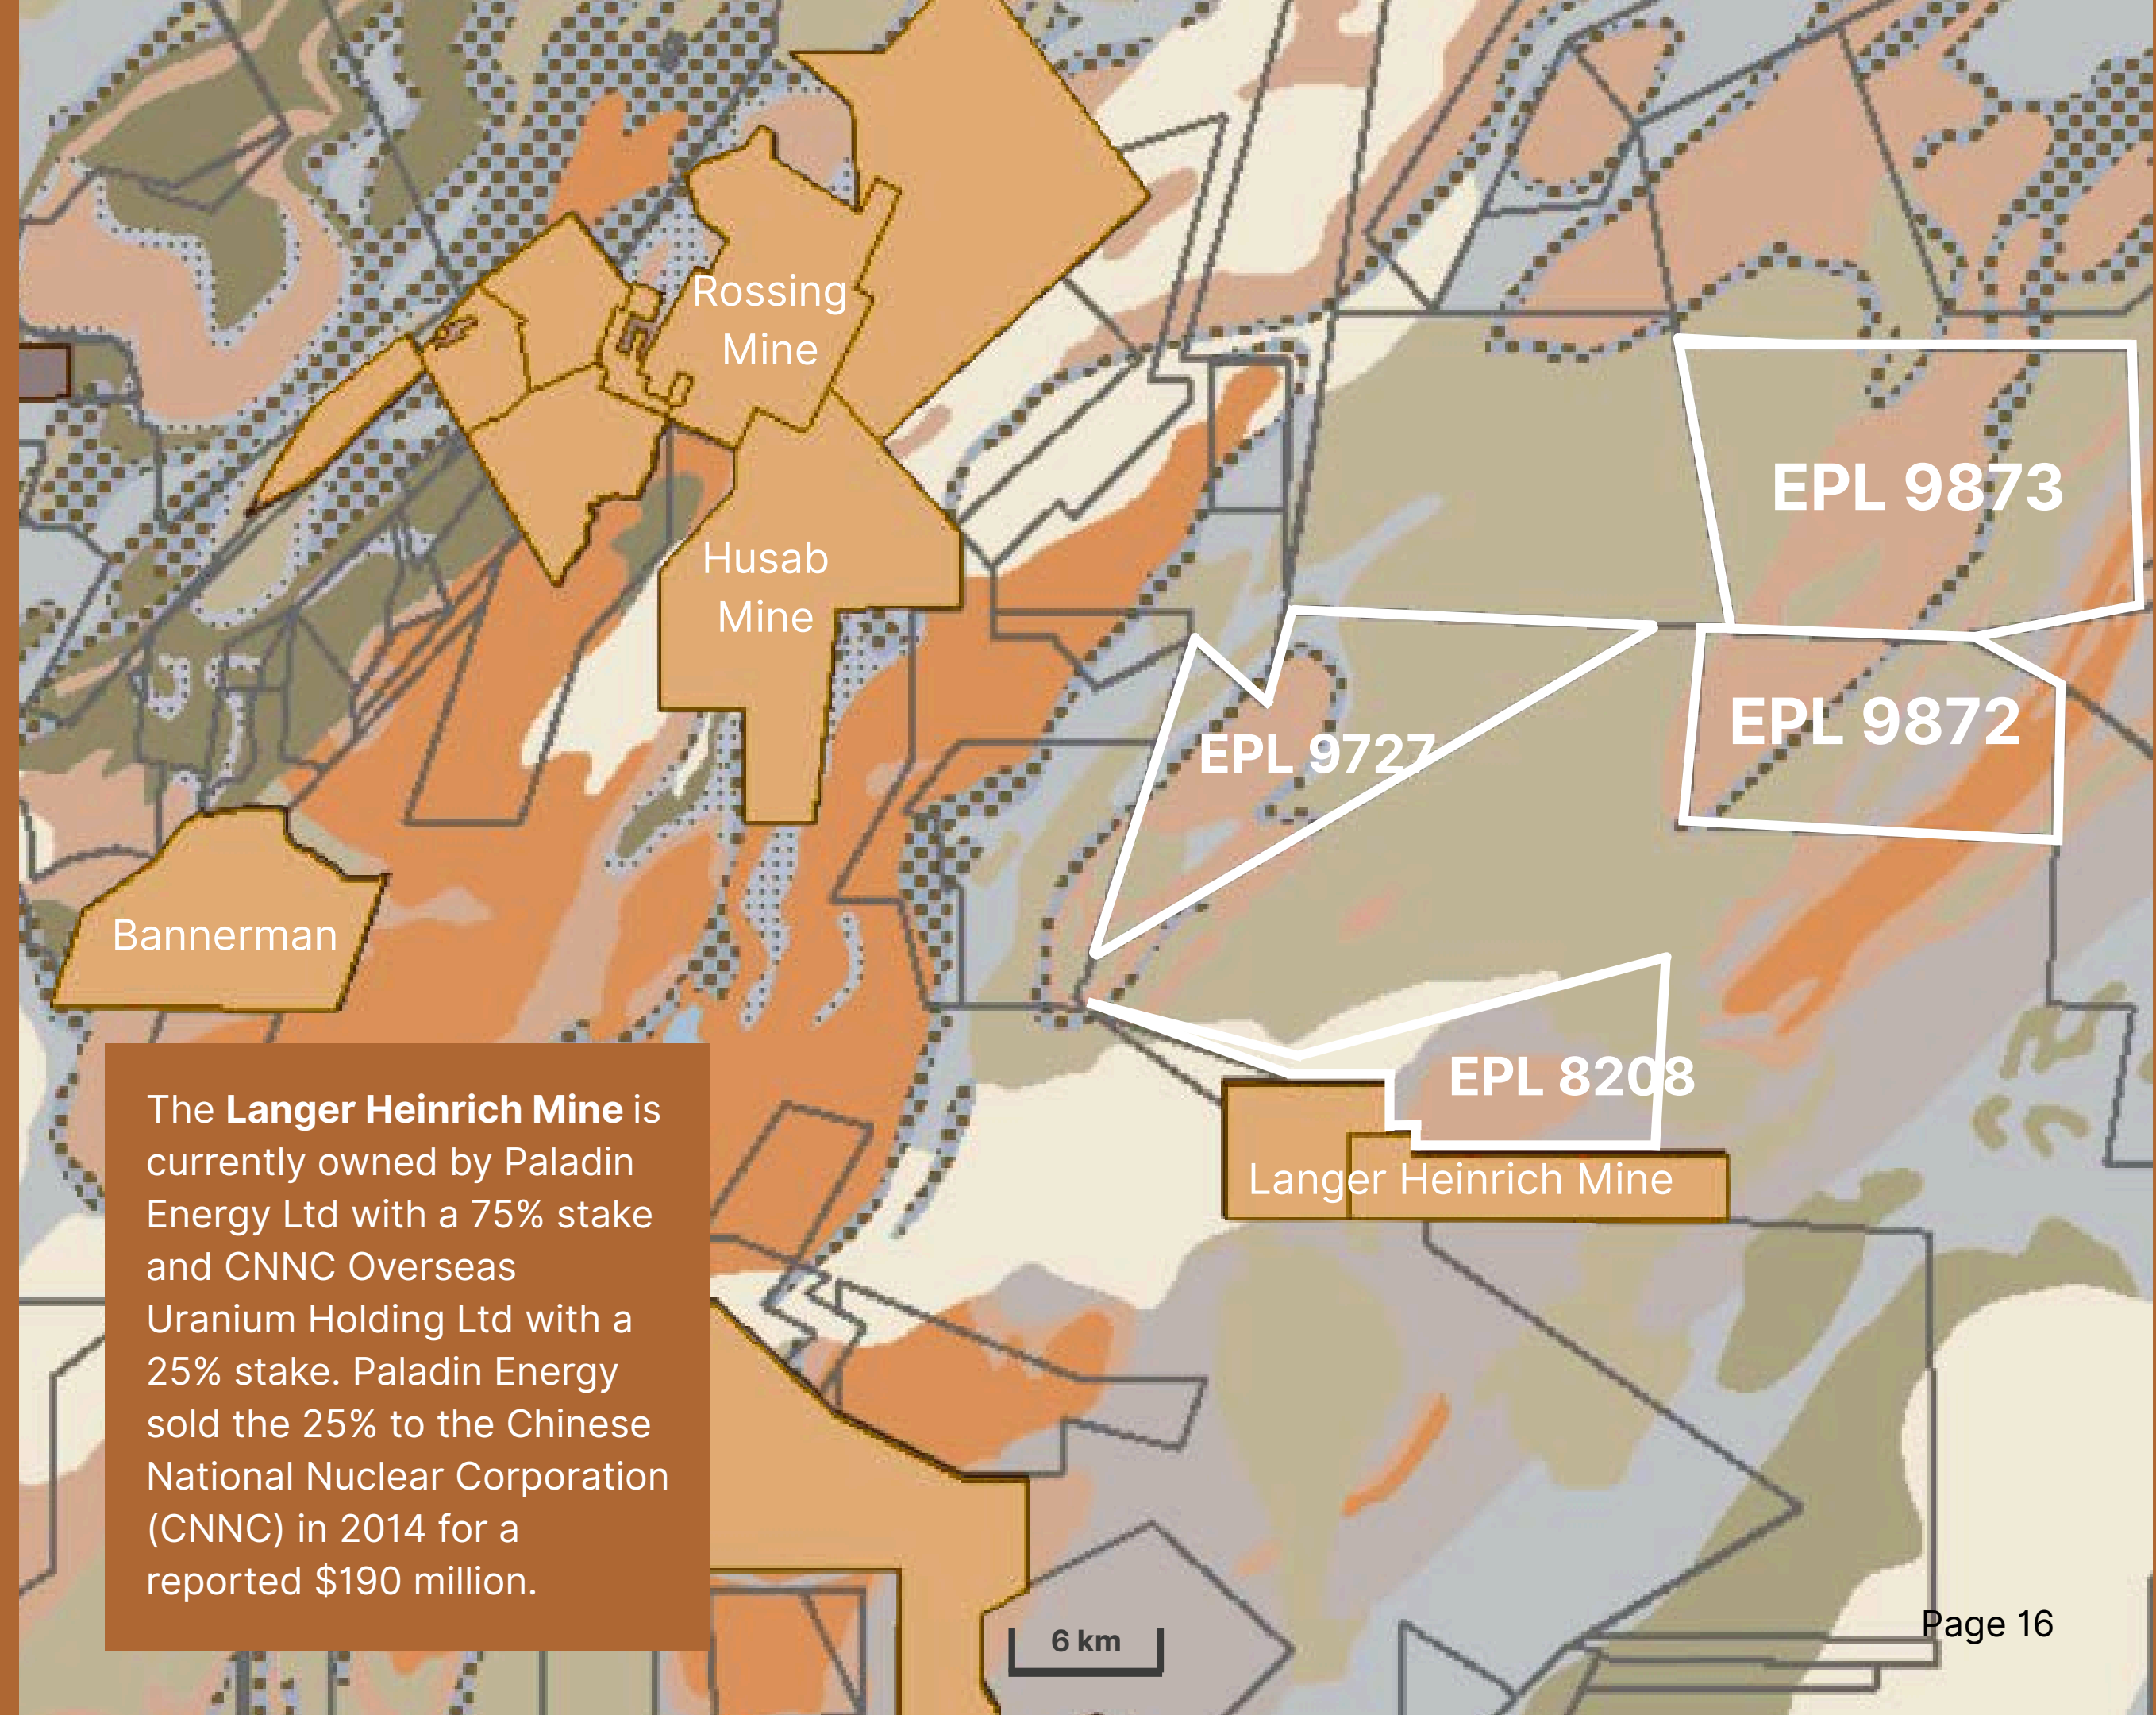 Rossing
Mine
EPL 9873
Husab
Mine
EPL 9872
EPL 9727
Bannerman
EPL 8208
Langer Heinrich Mine
The Langer Heinrich Mine is
currently owned by Paladin
Energy Ltd with a 75% stake
and CNNC Overseas
Uranium Holding Ltd with a
25% stake. Paladin Energy
sold the 25% to the Chinese
National Nuclear Corporation
(CNNC) in 2014 for a
reported $190 million.
6 km
Page 16